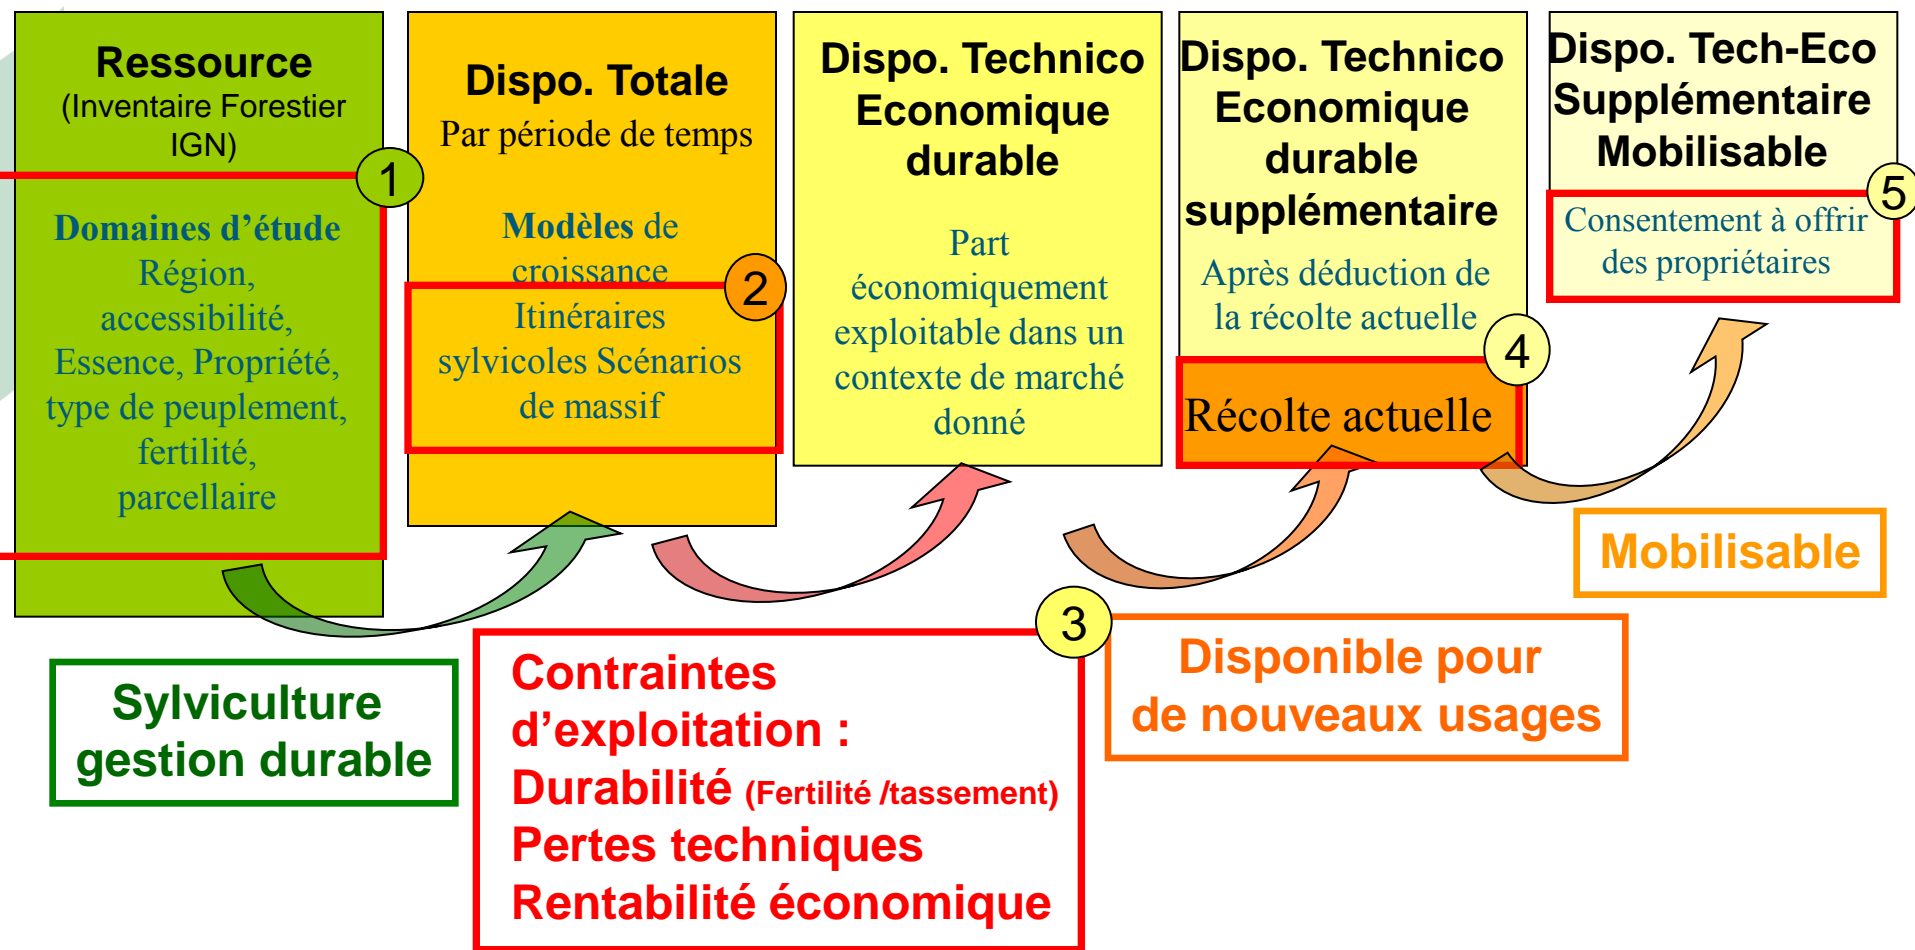 Ressource
(Inventaire Forestier
IGN)
1
Domaines d’étude
Région,
accessibilité,
Essence, Propriété,
type de peuplement,
fertilité,
parcellaire
Dispo. Totale
Par période de temps
Modèles de
croissance
2
Itinéraires
sylvicoles Scénarios
de massif
Dispo. Technico
Economique
durable
Part
économiquement
exploitable dans un
contexte de marché
donné
Dispo. Technico
Economique
durable
supplémentaire
Après déduction de
la récolte actuelle
4
Récolte actuelle
Dispo. Tech-Eco
Supplémentaire
Mobilisable
5
Consentement à offrir
des propriétaires
Sylviculture
gestion durable
3
Contraintes
d’exploitation :
Durabilité (Fertilité /tassement)
Pertes techniques
Rentabilité économique
Disponible pour
de nouveaux usages
Mobilisable